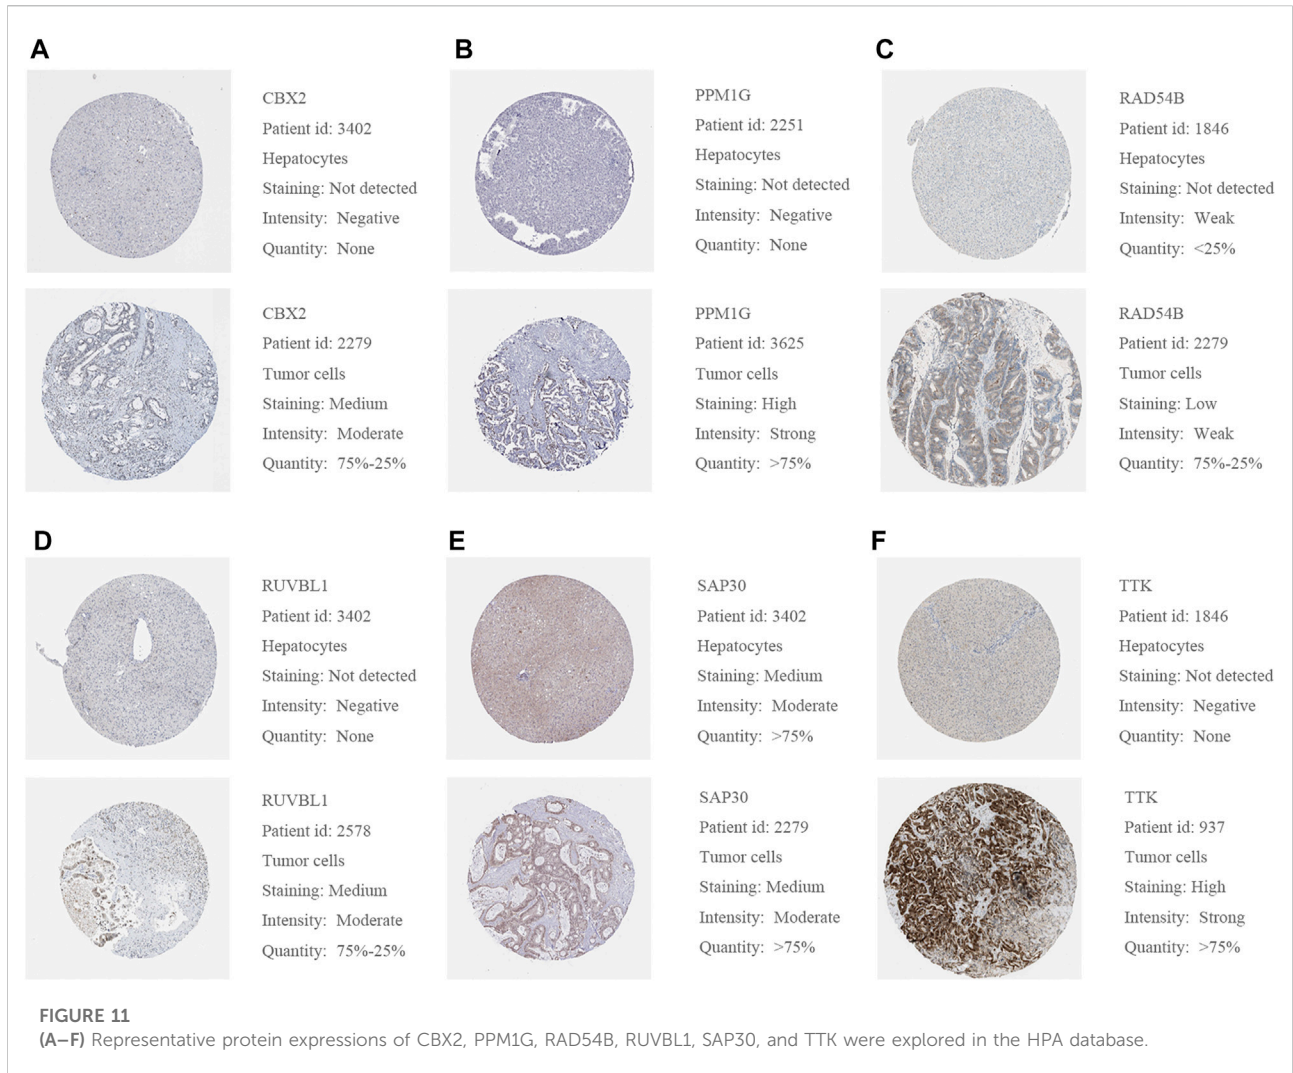 A
CBX2
Patient id: 3402
Hepatocytes
Staining: Not detected
Intensity: Negative
Quantity: None
CBX2
Patient id: 2279
Tumor cells
Staining: Medium
Intensity: Moderate
Quantity: 75%-25%
B
PPM1G
Patient id: 2251
Hepatocytes
Staining: Not detected
Intensity: Negative
Quantity: None
PPM1G
Patient id: 3625
Tumor cells
Staining: High
Intensity: Strong
Quantity: >75%
C
RAD54B
Patient id: 1846
Hepatocytes
Staining: Not detected
Intensity: Weak
Quantity: <25%
RAD54B
Patient id: 2279
Tumor cells
Staining: Low
Intensity: Weak
Quantity: 75%-25%
D
RUVBL1
Patient id: 3402
Hepatocytes
Staining: Not detected
Intensity: Negative
Quantity: None
RUVBL1
Patient id: 2578
Tumor cells
Staining: Medium
Intensity: Moderate
Quantity: 75%-25%
E
SAP30
Patient id: 3402
Hepatocytes
Staining: Medium
Intensity: Moderate
Quantity: >75%
SAP30
Patient id: 2279
Tumor cells
Staining: Medium
Intensity: Moderate
Quantity: >75%
F
TTK
Patient id: 1846
Hepatocytes
Staining: Not detected
Intensity: Negative
Quantity: None
TTK
Patient id: 937
Tumor cells
Staining: High
Intensity: Strong
Quantity: >75%
FIGURE 11
(A–F) Representative protein expressions of CBX2, PPM1G, RAD54B, RUVBL1, SAP30, and TTK were explored in the HPA database.